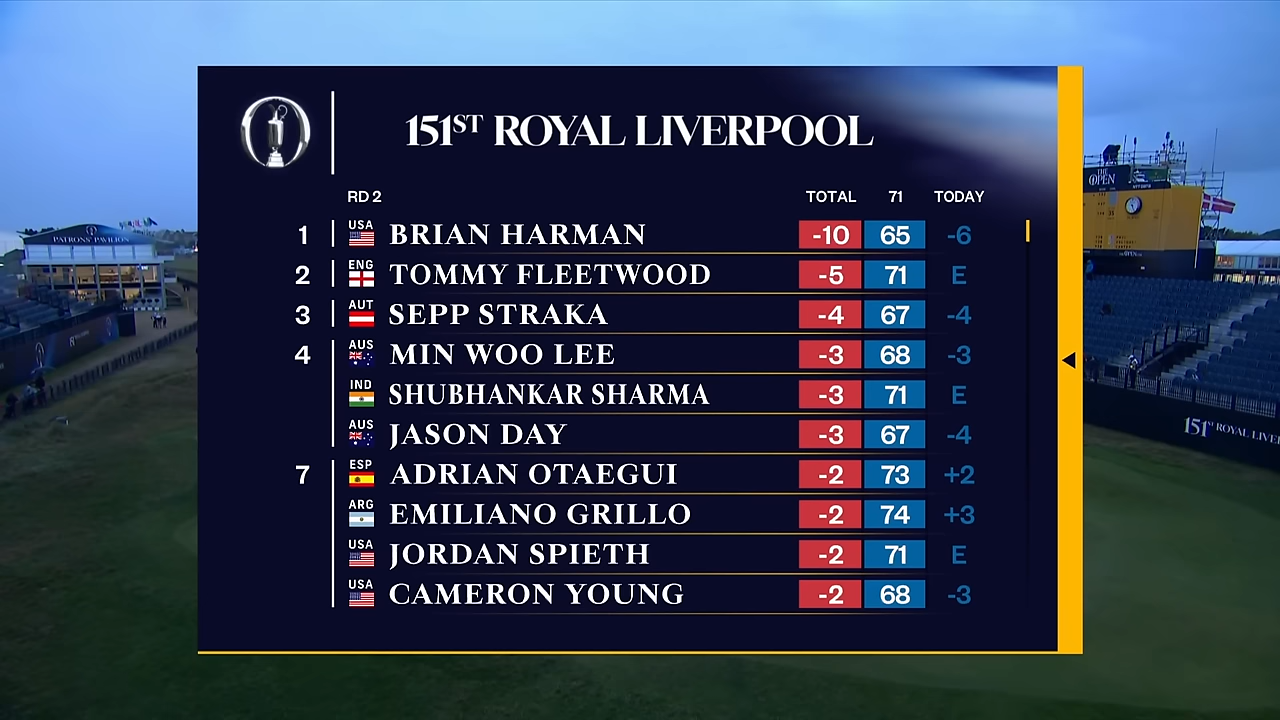 151ST ROYAL LIVERPOOL
RD 2 TOTAL 71 TODAY
1 USA BRIAN HARMAN -10 65 -6
2 ENG TOMMY FLEETWOOD -5 71 E
3 AUT SEPP STRAKA -4 67 -4
4 AUS MIN WOO LEE -3 68 -3
IND SHUBHANKAR SHARMA -3 71 E
AUS JASON DAY -3 67 -4
7 ESP ADRIAN OTAEGUI -2 73 +2
ARG EMILIANO GRILLO -2 74 +3
USA JORDAN SPIETH -2 71 E
USA CAMERON YOUNG -2 68 -3
PATRONS' PAVILION
THE OPEN
151ST ROYAL LIVE